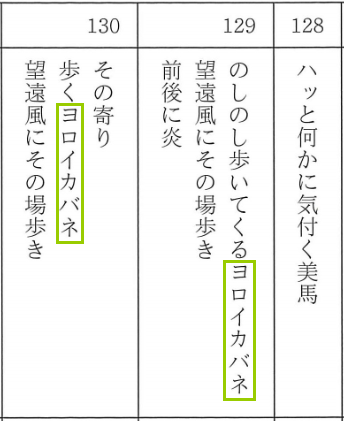 128
ハッと何かに気付く美馬
129
のしのし歩いてくるヨロイカバネ
望遠風にその場歩き
前後に炎
130
その寄り
歩くヨロイカバネ
望遠風にその場歩き